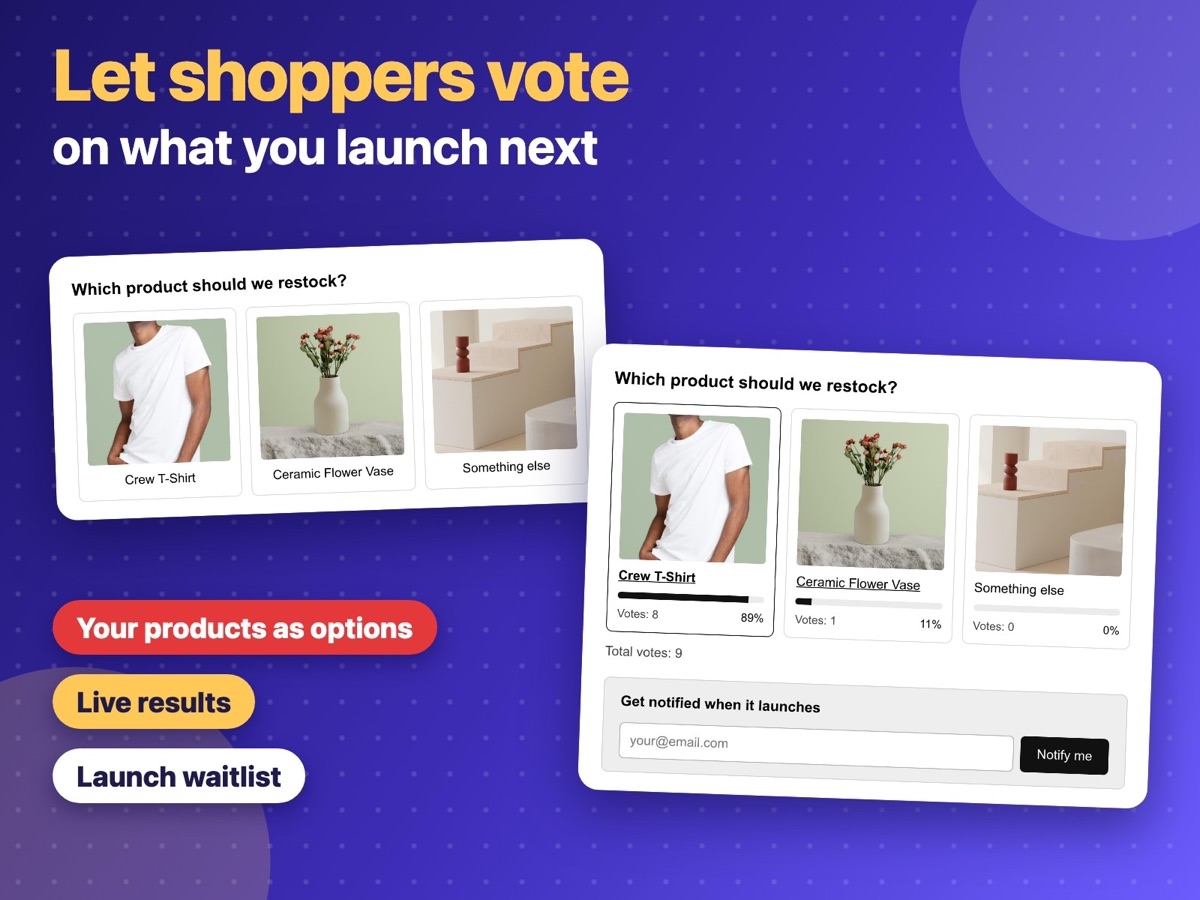 Let shoppers vote
on what you launch next
Which product should we restock?
Crew T-Shirt
Ceramic Flower Vase
Something else
Which product should we restock?
Crew T-Shirt
Votes: 8
89%
Ceramic Flower Vase
Votes: 1
11%
Something else
Votes: 0
0%
Total votes: 9
Get notified when it launches
your@email.com
Notify me
Your products as options
Live results
Launch waitlist